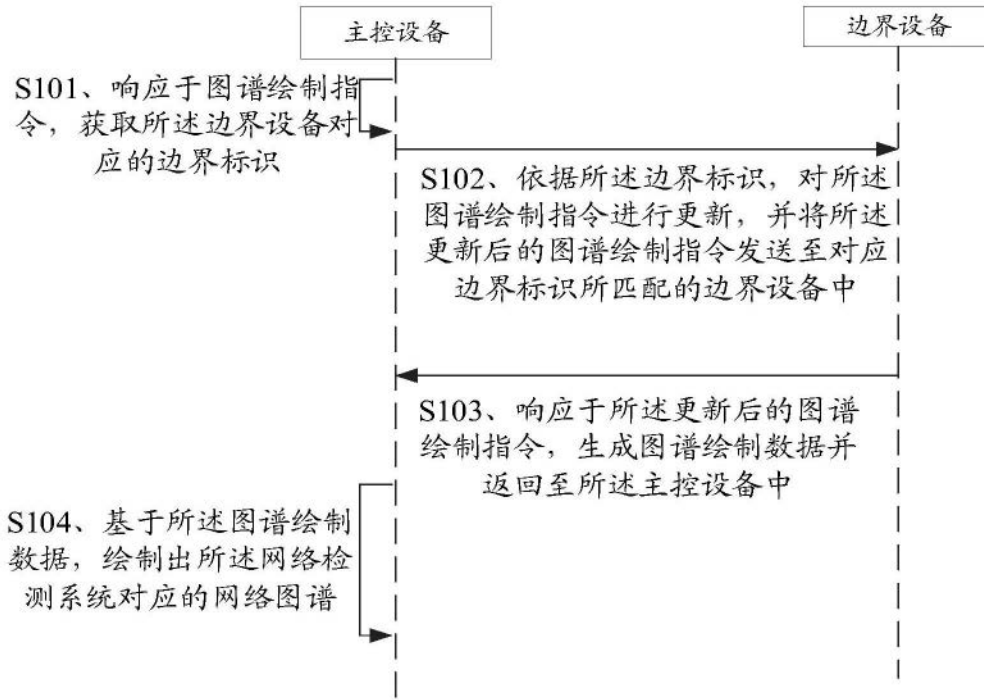 主控设备
边界设备
S101、响应于图谱绘制指
令，获取所述边界设备对
应的边界标识
S102、依据所述边界标识，对所述
图谱绘制指令进行更新，并将所述
更新后的图谱绘制指令发送至对应
边界标识所匹配的边界设备中
S103、响应于所述更新后的图谱
绘制指令，生成图谱绘制数据并
返回至所述主控设备中
S104、基于所述图谱绘制
数据，绘制出所述网络检
测系统对应的网络图谱